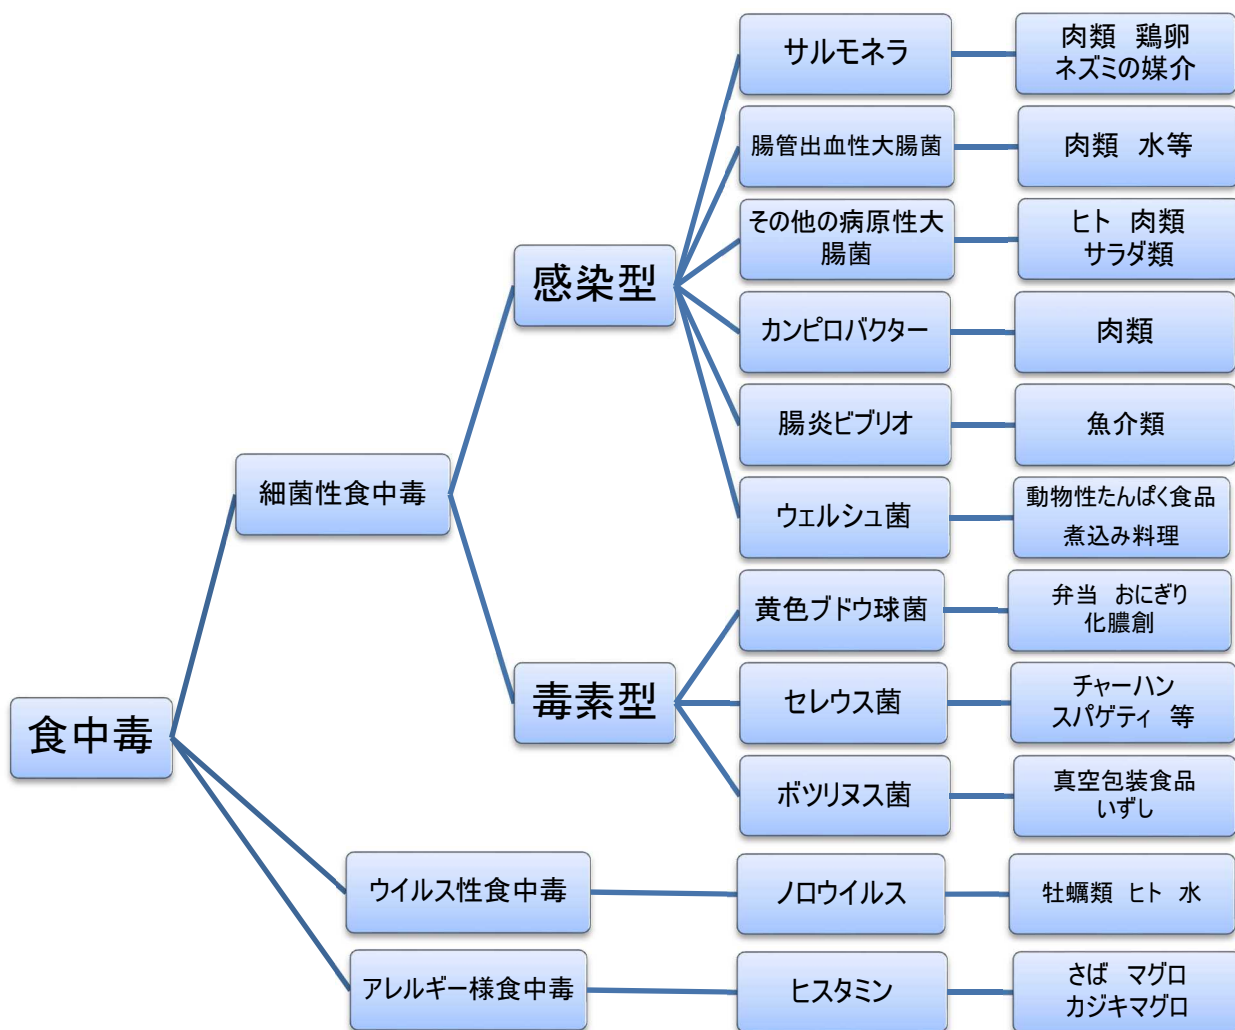 サルモネラ
肉類 鶏卵
ネズミの媒介
腸管出血性大腸菌
肉類 水等
その他の病原性大
腸菌
ヒト 肉類
サラダ類
感染型
カンピロバクター
肉類
腸炎ビブリオ
魚介類
細菌性食中毒
ウェルシュ菌
動物性たんぱく食品
煮込み料理
黄色ブドウ球菌
弁当 おにぎり
化膿創
毒素型
セレウス菌
チャーハン
スパゲティ 等
食中毒
ボツリヌス菌
真空包装食品
いずし
ウイルス性食中毒
ノロウイルス
牡蠣類 ヒト 水
アレルギー様食中毒
ヒスタミン
さば マグロ
カジキマグロ